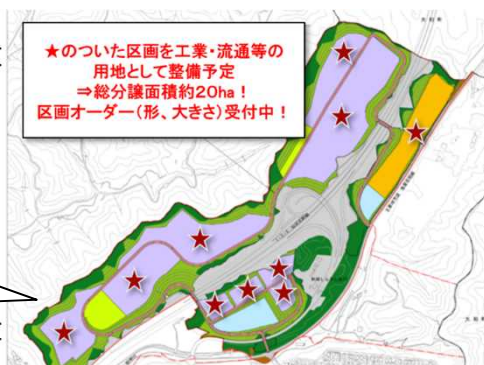 ★のついた区画を工業・流通等の
用地として整備予定
⇒総分譲面積約20ha！
区画オーダー(形、大きさ)受付中！